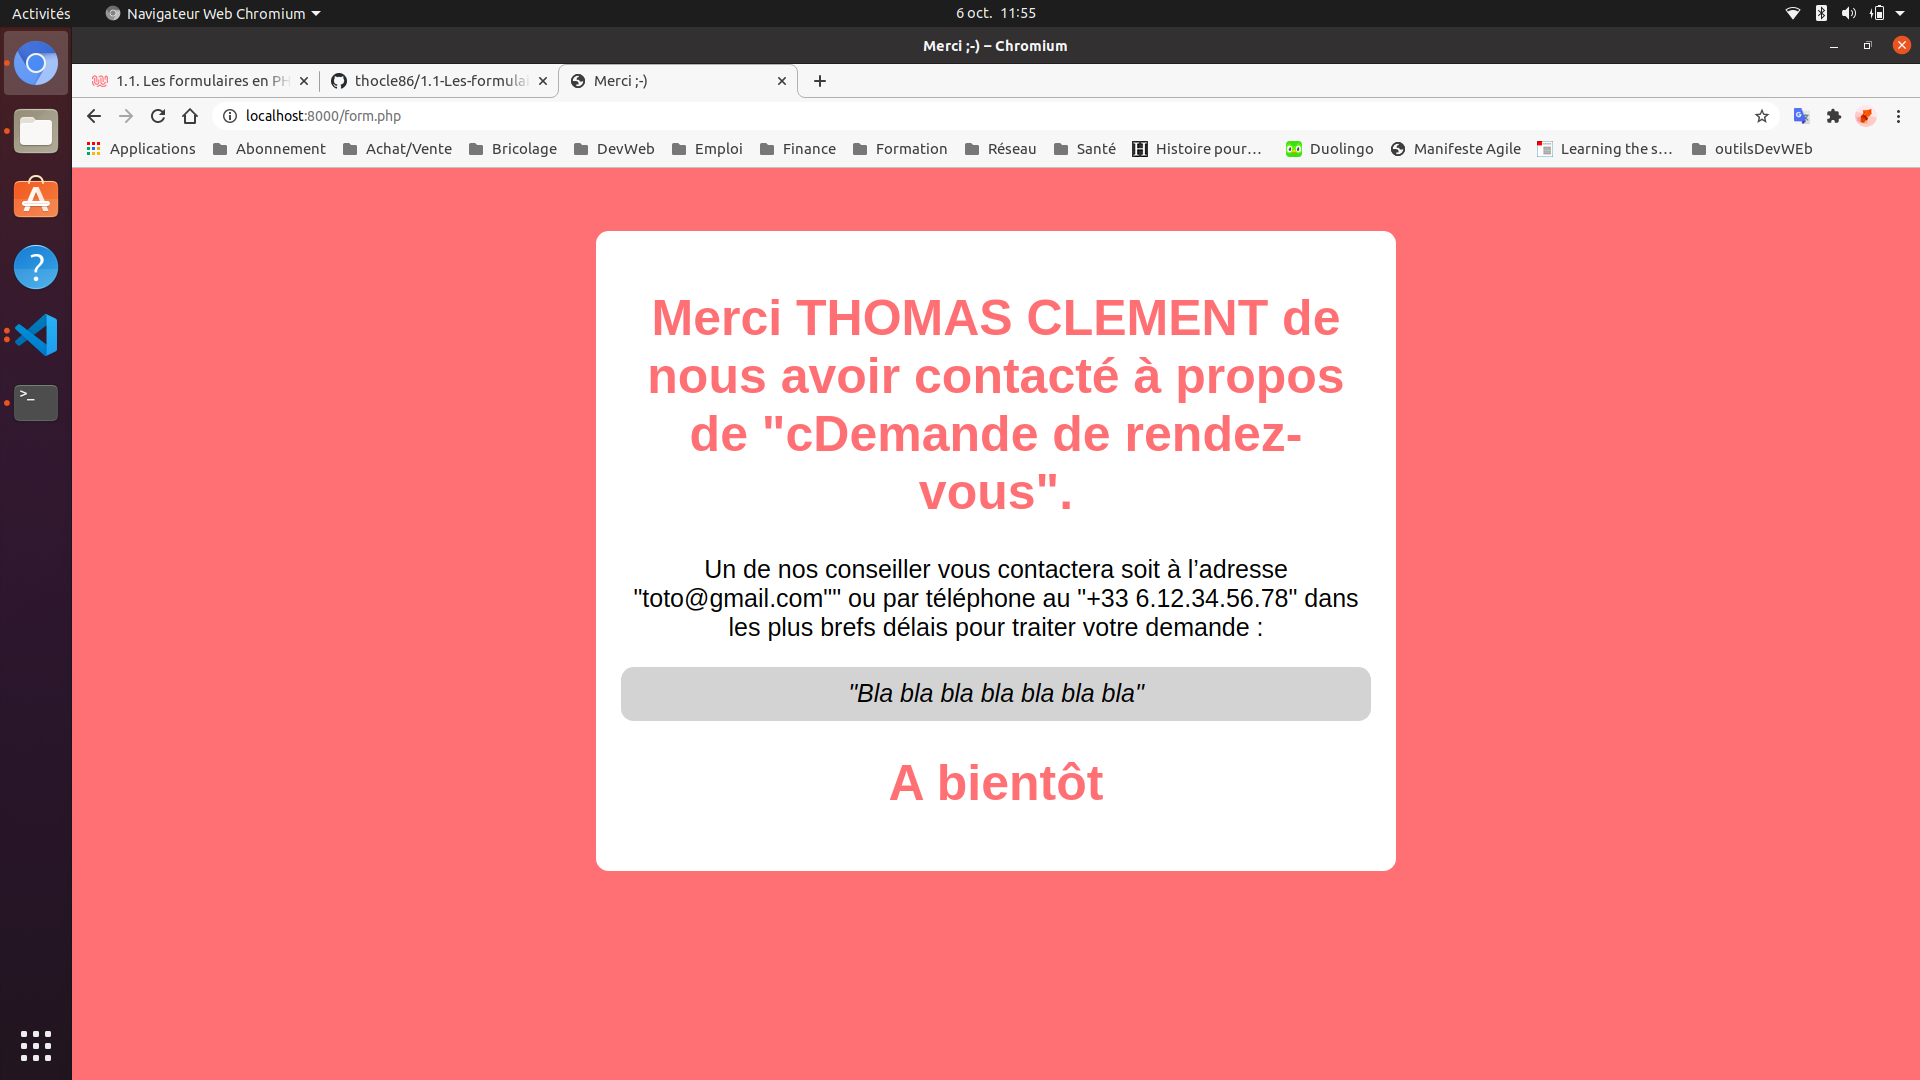 Activités
Navigateur Web Chromium
6 oct. 11:55
Merci ;-) – Chromium
1.1. Les formulaires en PH
thocle86/1.1-Les-formulai
Merci ;-)
localhost:8000/form.php
Applications
Abonnement
Achat/Vente
Bricolage
DevWeb
Emploi
Finance
Formation
Réseau
Santé
Histoire pour…
Duolingo
Manifeste Agile
Learning the s…
outilsDevWEb
Merci THOMAS CLEMENT de
nous avoir contacté à propos
de "cDemande de rendez-
vous".
Un de nos conseiller vous contactera soit à l’adresse
"toto@gmail.com"" ou par téléphone au "+33 6.12.34.56.78" dans
les plus brefs délais pour traiter votre demande :
"Bla bla bla bla bla bla bla"
A bientôt